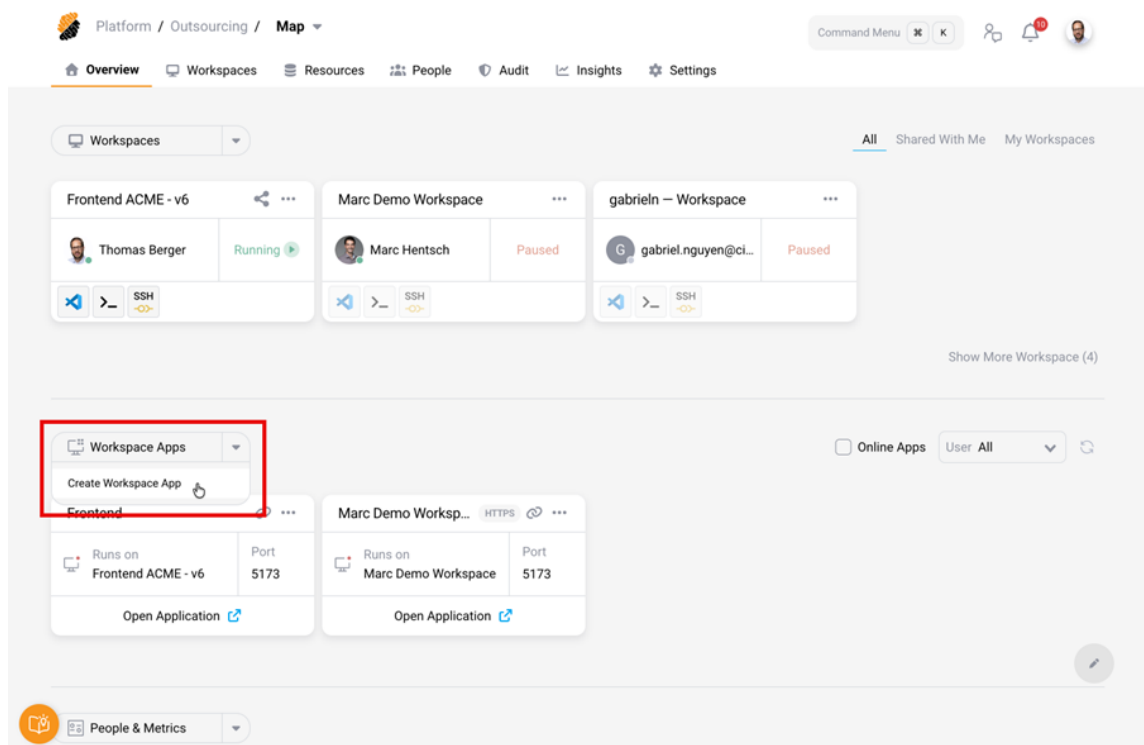 Platform / Outsourcing / Map
Command Menu ⌘ K
10
Overview Workspaces Resources People Audit Insights Settings
Workspaces
All Shared With Me My Workspaces
Frontend ACME - v6
Marc Demo Workspace
gabrieln — Workspace
Thomas Berger Running
Marc Hentsch Paused
G gabriel.nguyen@ci... Paused
>_ SSH
>_ SSH
>_ SSH
Show More Workspace (4)
Workspace Apps
Online Apps User All
Create Workspace App
Frontend
Marc Demo Worksp... HTTPS
Runs on Port
Frontend ACME - v6 5173
Runs on Port
Marc Demo Workspace 5173
Open Application
Open Application
People & Metrics